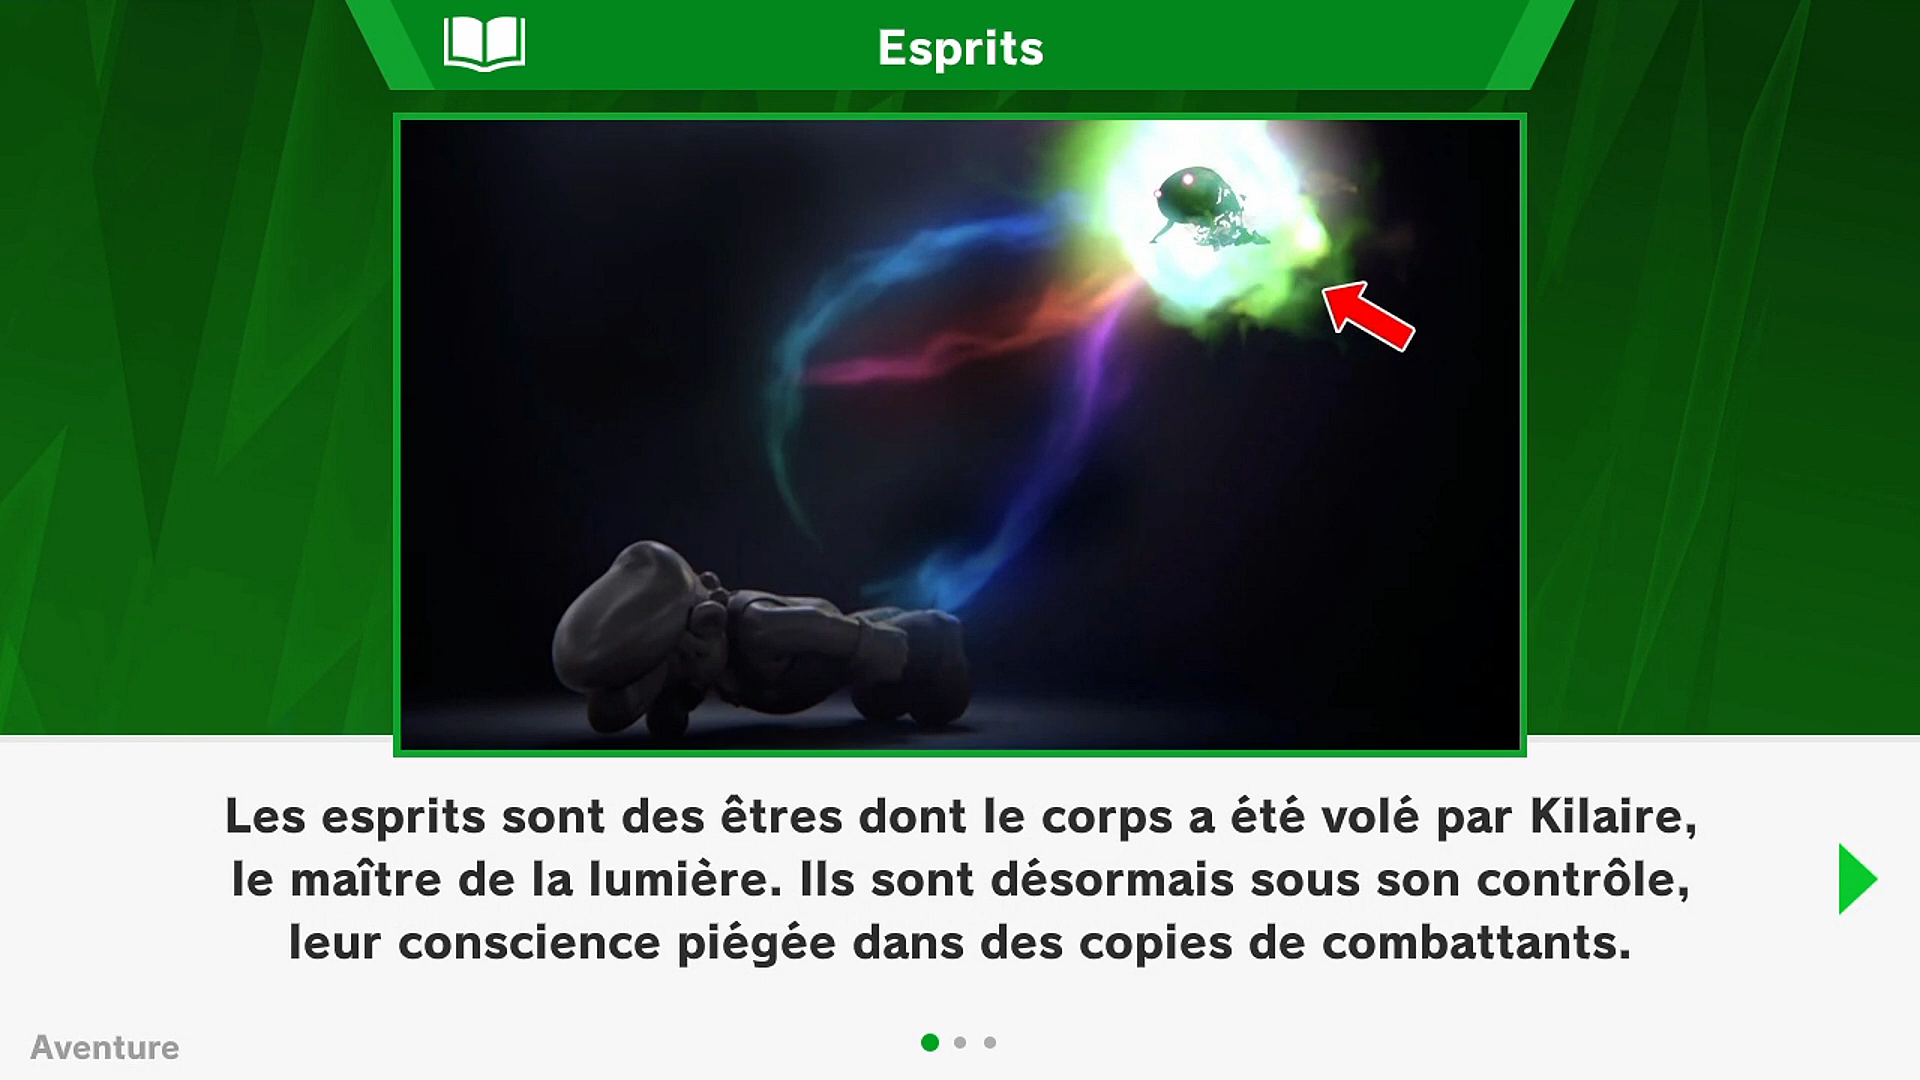 Esprits
Les esprits sont des êtres dont le corps a été volé par Kilaire,
le maître de la lumière. Ils sont désormais sous son contrôle,
leur conscience piégée dans des copies de combattants.
Aventure